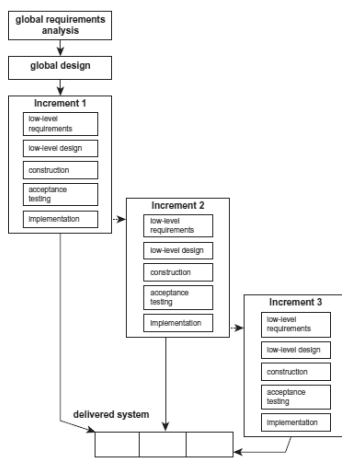 global requirements
analysis
global design
Increment 1
low-level
requirements
low-level design
construction
acceptance
testing
implementation
Increment 2
low-level
requirements
low-level design
construction
acceptance
testing
implementation
Increment 3
low-level
requirements
low-level design
construction
acceptance
testing
implementation
delivered system